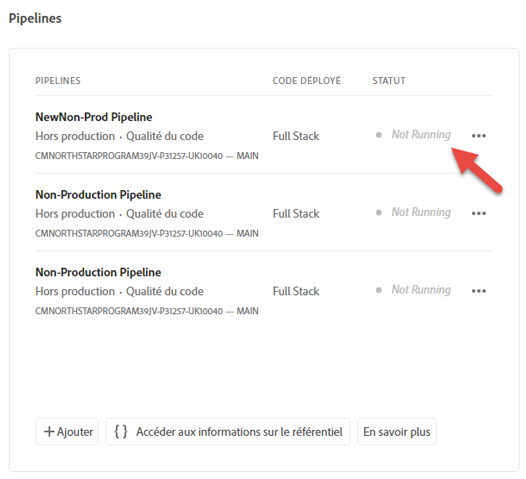 Pipelines
PIPELINES CODE DÉPLOYÉ STATUT
NewNon-Prod Pipeline
Hors production • Qualité du code Full Stack Not Running
CMNORTHSTARPROGRAM39JV-P31257-UK10040 — MAIN
Non-Production Pipeline
Hors production • Qualité du code Full Stack Not Running
CMNORTHSTARPROGRAM39JV-P31257-UK10040 — MAIN
Non-Production Pipeline
Hors production • Qualité du code Full Stack Not Running
CMNORTHSTARPROGRAM39JV-P31257-UK10040 — MAIN
Ajouter { } Accéder aux informations sur le référentiel En savoir plus